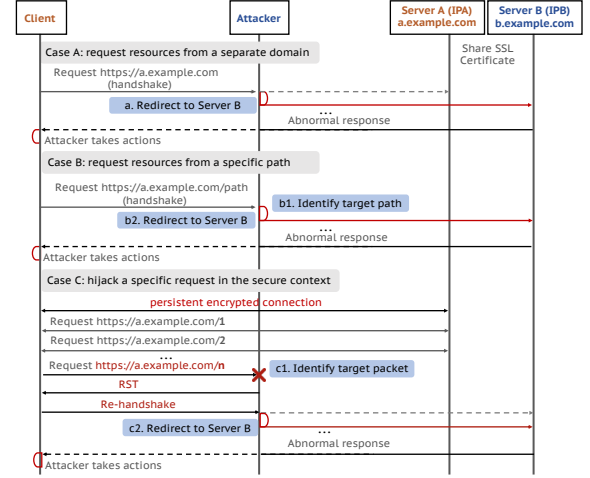 Client
Attacker
Server A (IPA)
a.example.com
Server B (IPB)
b.example.com
Share SSL
Certificate
Case A: request resources from a separate domain
Request https://a.example.com
(handshake)
a. Redirect to Server B
...
Abnormal response
Attacker takes actions
Case B: request resources from a specific path
Request https://a.example.com/path
(handshake)
b1. Identify target path
b2. Redirect to Server B
...
Abnormal response
Attacker takes actions
Case C: hijack a specific request in the secure context
persistent encrypted connection
Request https://a.example.com/1
Request https://a.example.com/2
...
Request https://a.example.com/n
c1. Identify target packet
RST
Re-handshake
c2. Redirect to Server B
...
Abnormal response
Attacker takes actions